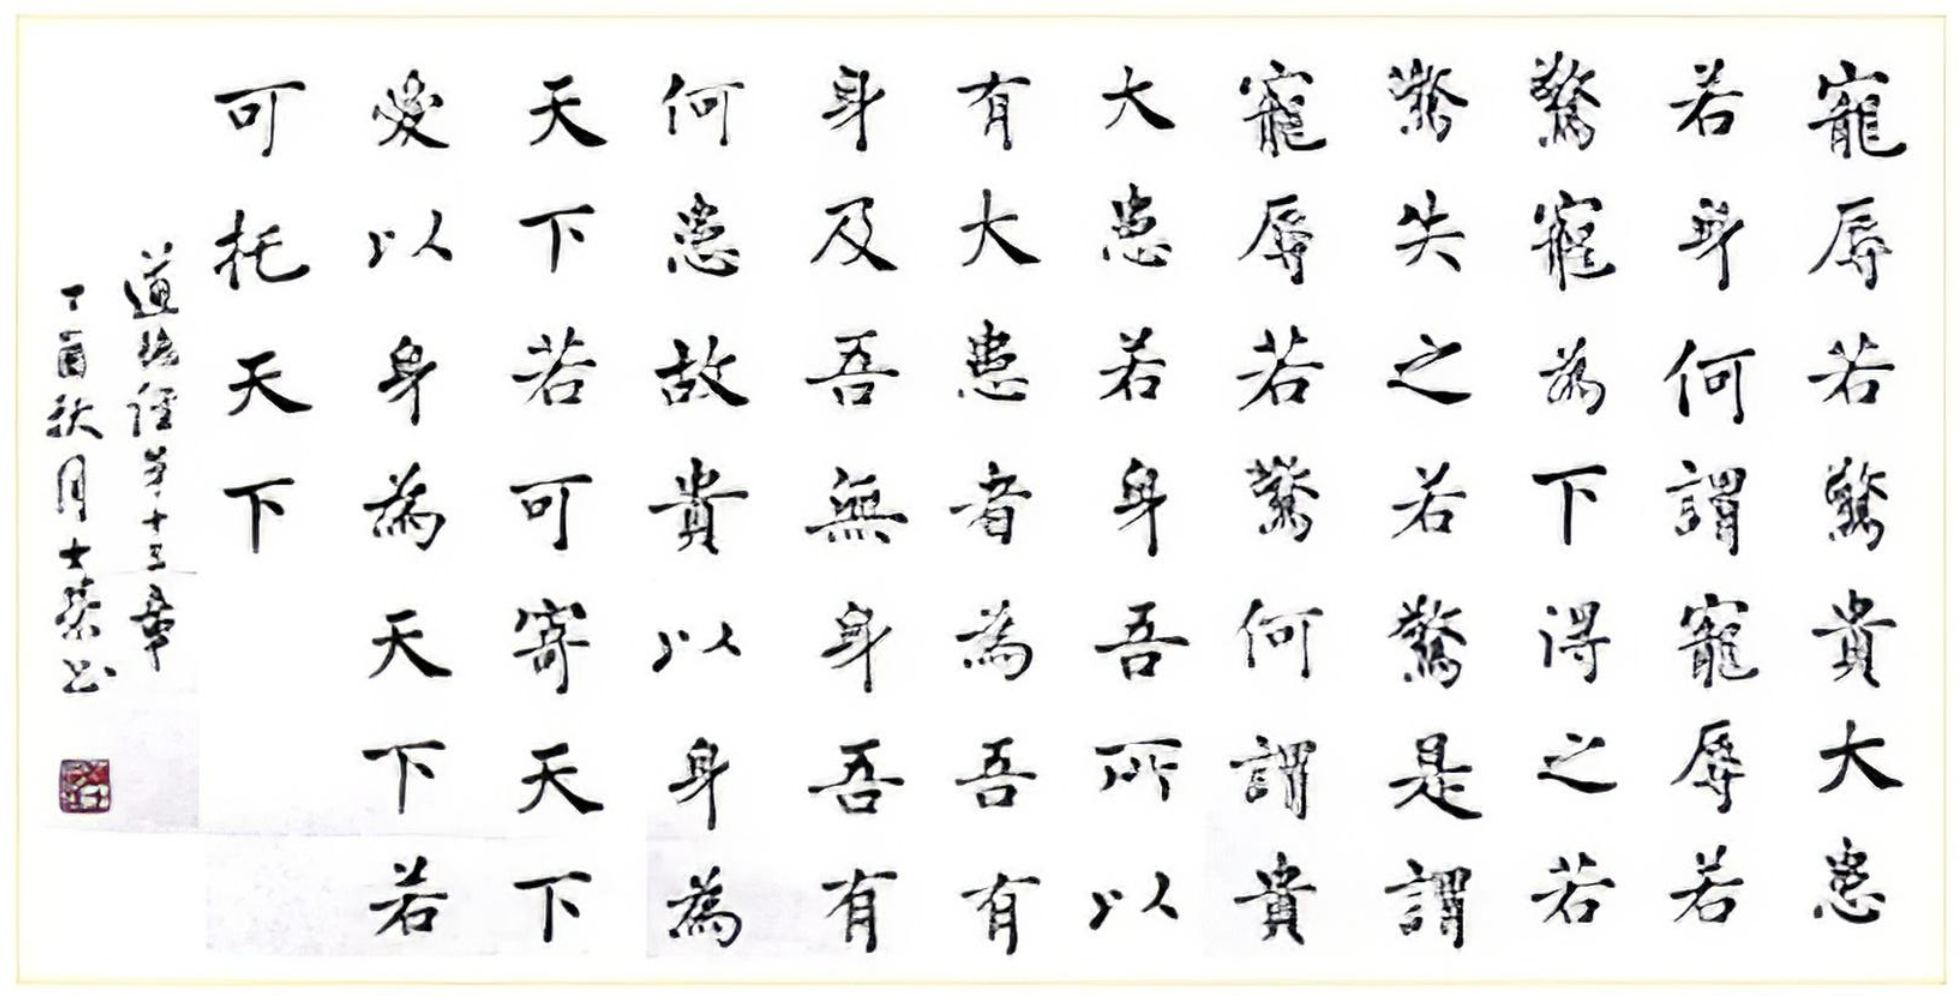 寵辱若驚貴大患
若身何謂寵辱若
驚寵為下得之若
驚失之若驚是謂
寵辱若驚何謂貴
大患若身吾所以
有大患者為吾有
身及吾無身吾有
何患故貴以身為
天下若可寄天下
愛以身為天下若
可托天下
道德經第十三章
丁酉秋月士榮书